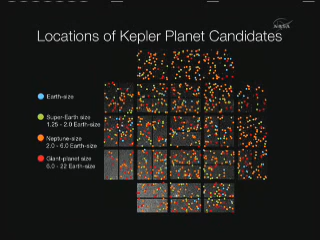 Locations of Kepler Planet Candidates
Earth-size
Super-Earth size
1.25 - 2.0 Earth-size
Neptune-size
2.0 - 6.0 Earth-size
Giant-planet size
6.0 - 22 Earth-size